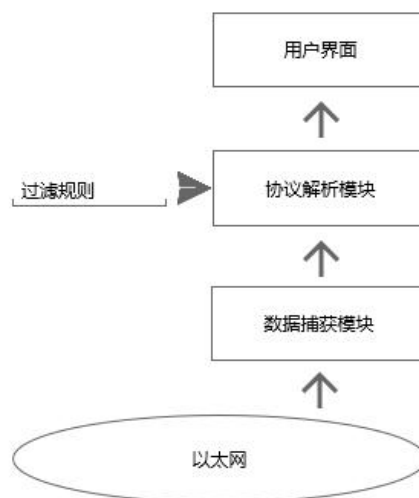 用户界面
过滤规则
协议解析模块
数据捕获模块
以太网